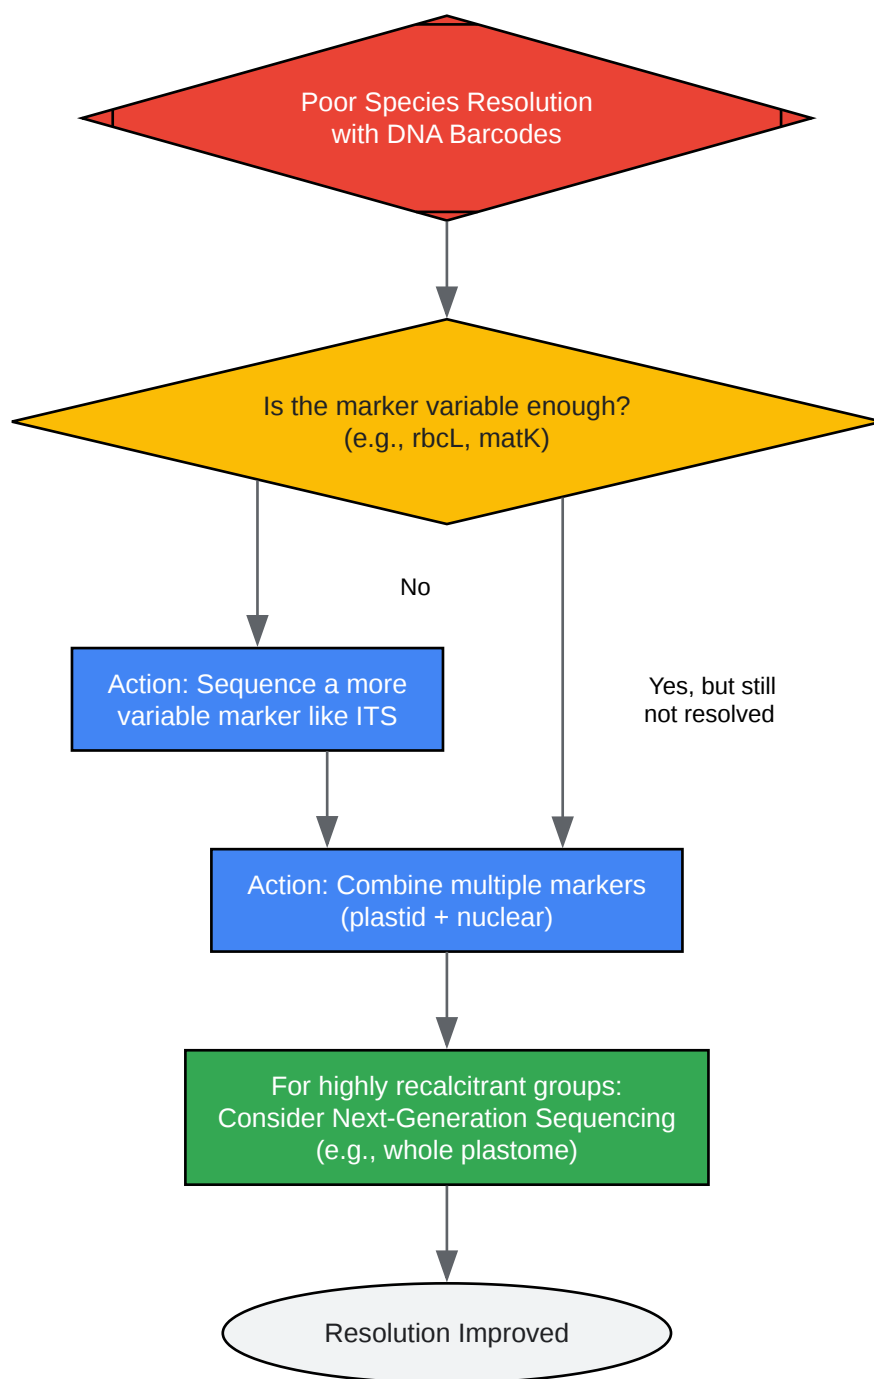 Poor Species Resolution
with DNA Barcodes
Is the marker variable enough?
(e.g., rbcL, matK)
No
Action: Sequence a more
variable marker like ITS
Yes, but still
not resolved
Action: Combine multiple markers
(plastid + nuclear)
For highly recalcitrant groups:
Consider Next-Generation Sequencing
(e.g., whole plastome)
Resolution Improved